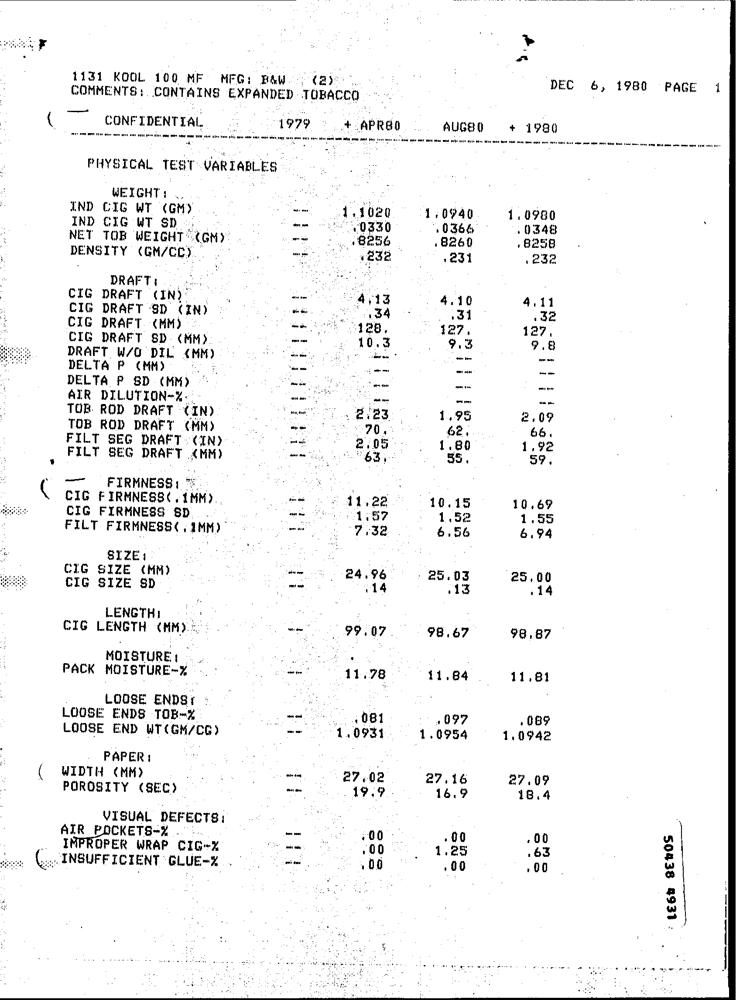 1131 KOOL 100 MF MFG: B&W (2)
DEC 6, 1980 PAGE 1
COMMENTS: CONTAINS EXPANDED TOBACCO
CONFIDENTIAL 1979 + APR80 AUG80 + 1980
PHYSICAL TEST VARIABLES
WEIGHT:
IND CIG WT (GM) -- 1.1020 1.0940 1.0980
IND CIG WT SD -- .0330 .0366 .0348
NET TOB WEIGHT (GM) -- .8256 .8260 .8258
DENSITY (GM/CC) -- .232 .231 .232
DRAFT:
CIG DRAFT (IN) -- 4.13 4.10 4.11
CIG DRAFT SD (IN) -- .34 .31 .32
CIG DRAFT (MM) -- 128. 127. 127.
CIG DRAFT SD (MM) -- 10.3 9.3 9.8
DRAFT W/O DIL (MM) -- -- -- --
DELTA P (MM) -- -- -- --
DELTA P SD (MM) -- -- -- --
AIR DILUTION-% -- -- -- --
TOB ROD DRAFT (IN) -- 2.23 1.95 2.09
TOB ROD DRAFT (MM) -- 70. 62. 66.
FILT SEG DRAFT (IN) -- 2.05 1.80 1.92
FILT SEG DRAFT (MM) -- 63. 55. 59.
FIRMNESS:
CIG FIRMNESS(.1MM) -- 11.22 10.15 10.69
CIG FIRMNESS SD -- 1.57 1.52 1.55
FILT FIRMNESS(.1MM) -- 7.32 6.56 6.94
SIZE:
CIG SIZE (MM) -- 24.96 25.03 25.00
CIG SIZE SD -- .14 .13 .14
LENGTH:
CIG LENGTH (MM) -- 99.07 98.67 98.87
MOISTURE:
PACK MOISTURE-% -- 11.78 11.84 11.81
LOOSE ENDS:
LOOSE ENDS TOB-% -- .081 .097 .089
LOOSE END WT(GM/CG) -- 1.0931 1.0954 1.0942
PAPER:
WIDTH (MM) -- 27.02 27.16 27.09
POROSITY (SEC) -- 19.9 16.9 18.4
VISUAL DEFECTS:
AIR POCKETS-% -- .00 .00 .00
IMPROPER WRAP CIG-% -- .00 1.25 .63
INSUFFICIENT GLUE-% -- .00 .00 .00
50438 4931